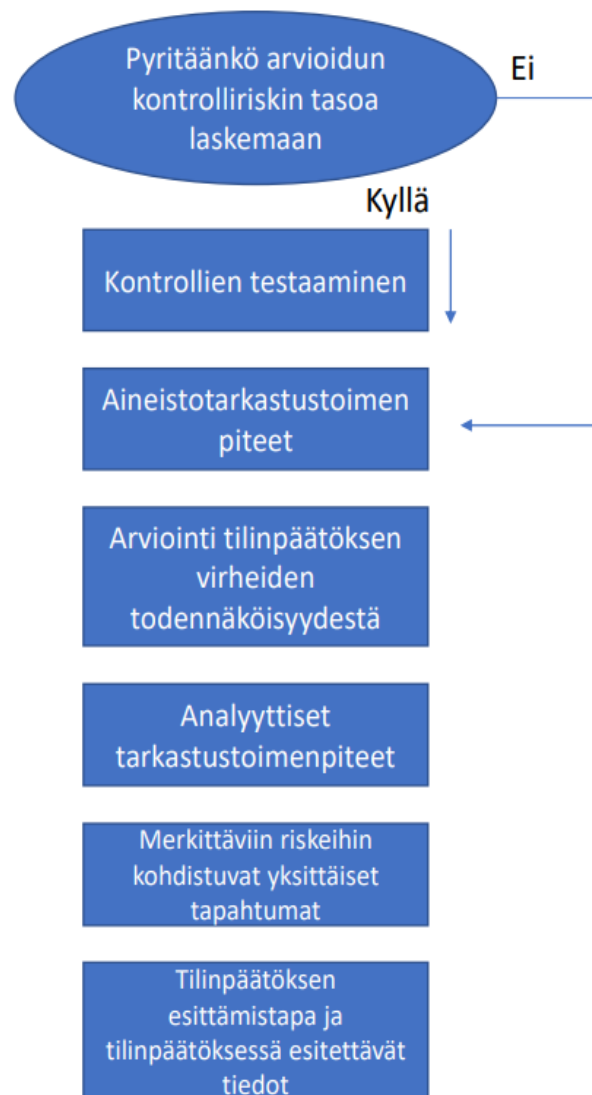 Pyritäänkö arvioidun
kontrolliriskin tasoa
laskemaan
Ei
Kyllä
Kontrollien testaaminen
Aineistotarkastustoimen
piteet
Arviointi tilinpäätöksen
virheiden
todennäköisyydestä
Analyyttiset
tarkastustoimenpiteet
Merkittäviin riskeihin
kohdistuvat yksittäiset
tapahtumat
Tilinpäätöksen
esittämistapa ja
tilinpäätöksessä esitettävät
tiedot